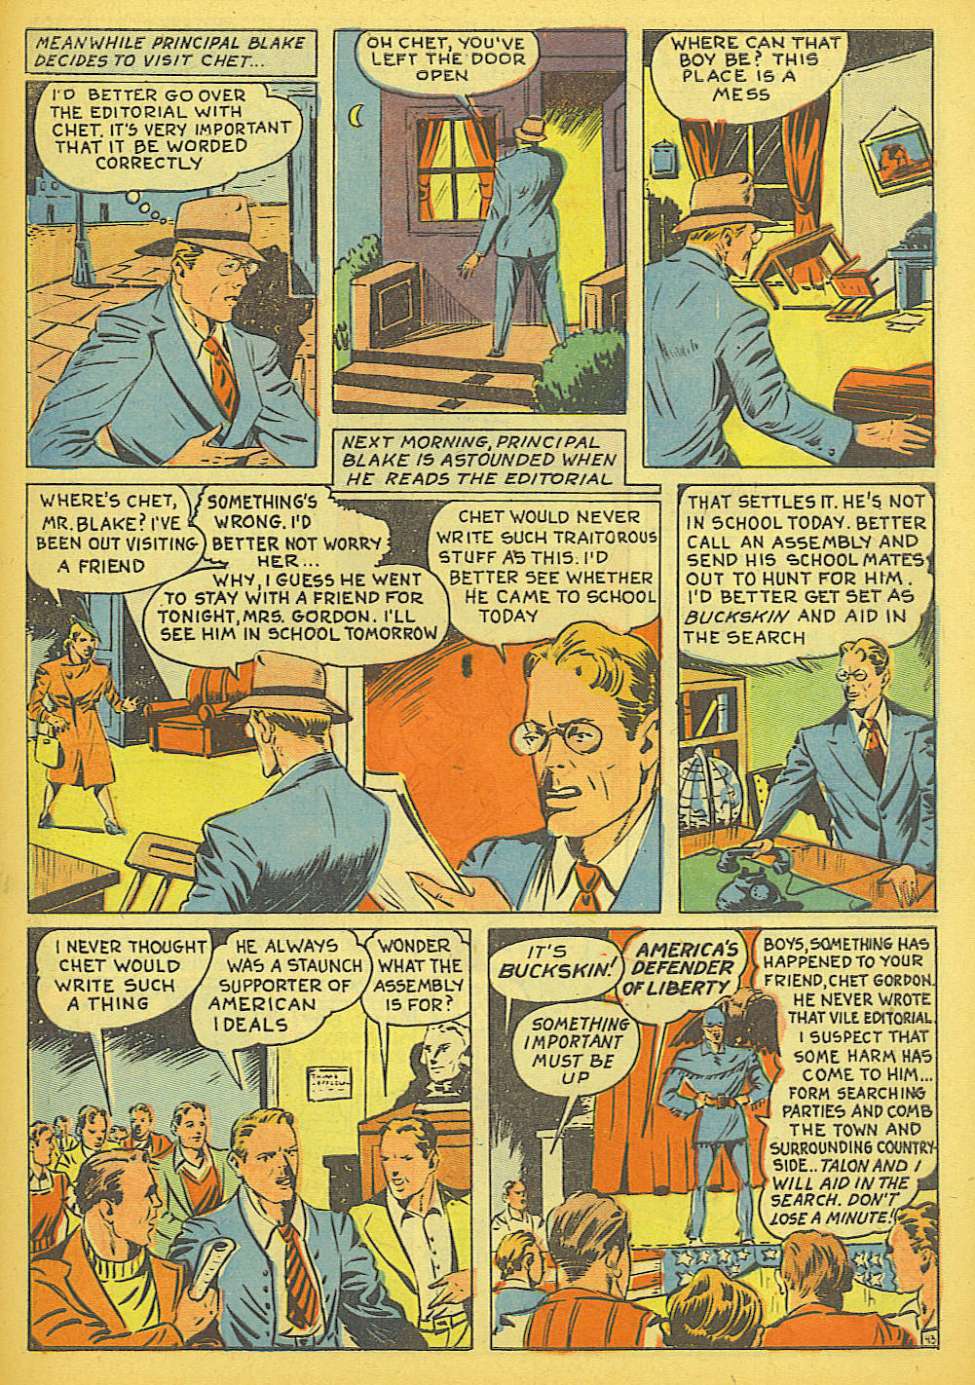 MEANWHILE PRINCIPAL BLAKE
DECIDES TO VISIT CHET...
I'D BETTER GO OVER
THE EDITORIAL WITH
CHET. IT'S VERY IMPORTANT
THAT IT BE WORDED
CORRECTLY
OH CHET, YOU'VE
LEFT THE DOOR
OPEN
WHERE CAN THAT
BOY BE? THIS
PLACE IS A
MESS
NEXT MORNING, PRINCIPAL
BLAKE IS ASTOUNDED WHEN
HE READS THE EDITORIAL
WHERE'S CHET,
MR. BLAKE? I'VE
BEEN OUT VISITING
A FRIEND
SOMETHING'S
WRONG. I'D
BETTER NOT WORRY
HER...
WHY, I GUESS HE WENT
TO STAY WITH A FRIEND FOR
TONIGHT, MRS. GORDON. I'LL
SEE HIM IN SCHOOL TOMORROW
CHET WOULD NEVER
WRITE SUCH TRAITOROUS
STUFF AS THIS. I'D
BETTER SEE WHETHER
HE CAME TO SCHOOL
TODAY
THAT SETTLES IT. HE'S NOT
IN SCHOOL TODAY. BETTER
CALL AN ASSEMBLY AND
SEND HIS SCHOOL MATES
OUT TO HUNT FOR HIM.
I'D BETTER GET SET AS
BUCKSKIN AND AID IN
THE SEARCH
I NEVER THOUGHT
CHET WOULD
WRITE SUCH
A THING
HE ALWAYS
WAS A STAUNCH
SUPPORTER OF
AMERICAN
IDEALS
WONDER
WHAT THE
ASSEMBLY
IS FOR?
IT'S
BUCKSKIN!
AMERICA'S
DEFENDER
OF LIBERTY
SOMETHING
IMPORTANT
MUST BE
UP
BOYS, SOMETHING HAS
HAPPENED TO YOUR
FRIEND, CHET GORDON.
HE NEVER WROTE
THAT VILE EDITORIAL.
I SUSPECT THAT
SOME HARM HAS
COME TO HIM...
FORM SEARCHING
PARTIES AND COMB
THE TOWN AND
SURROUNDING COUNTRY-
SIDE.. TALON AND I
WILL AID IN THE
SEARCH. DON'T
LOSE A MINUTE!